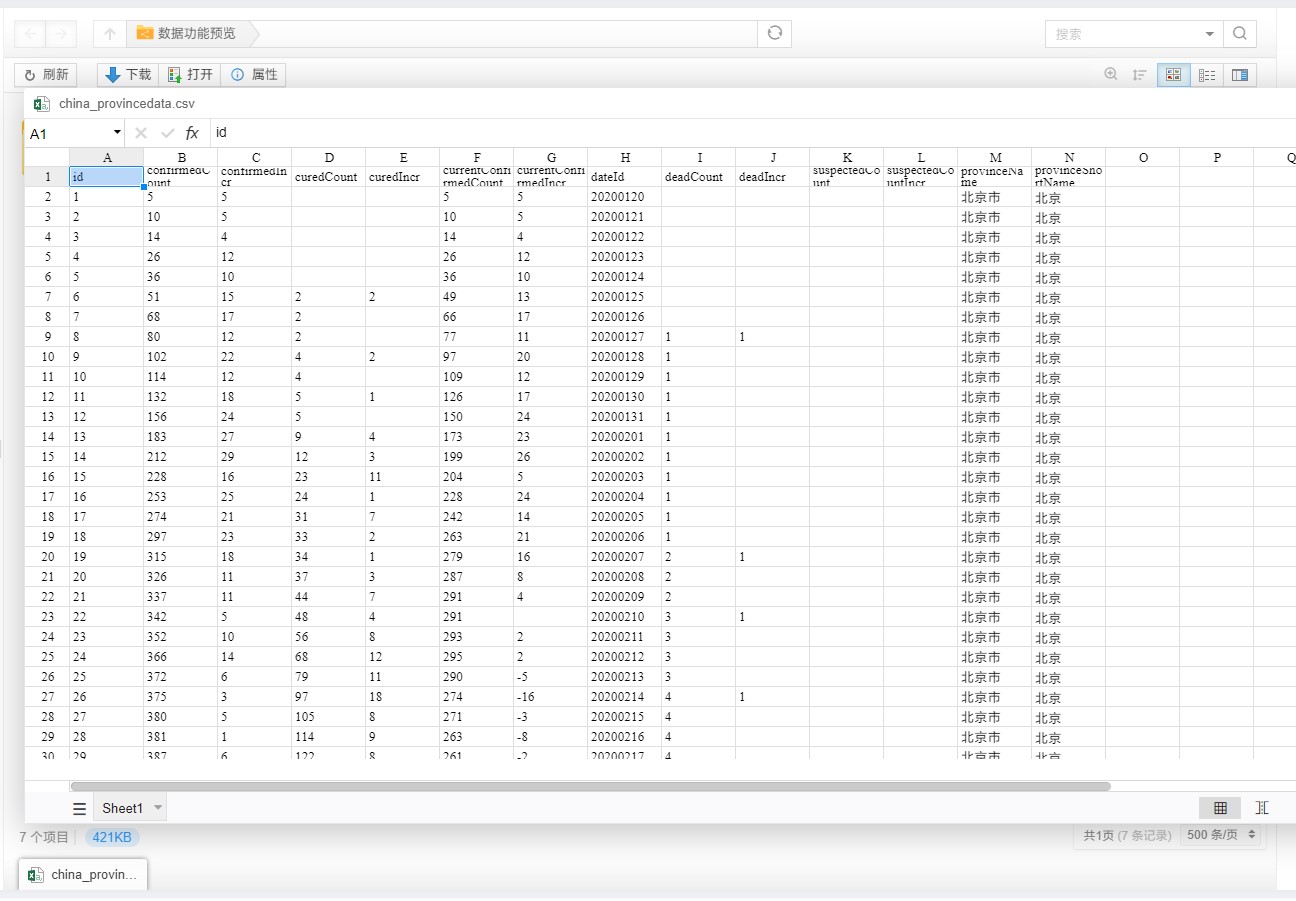 数据功能预览 搜索
刷新 下载 打开 属性
china_provincedata.csv
A1 fx id
A B C D E F G H I J K L M N O P Q
1 id confirmedCount confirmedIncr curedCount curedIncr currentConfirmedCount currentConfirmedIncr dateId deadCount deadIncr suspectedCount suspectedCountIncr provinceName provinceShortName
2 1 5 5 5 5 20200120 北京市 北京
3 2 10 5 10 5 20200121 北京市 北京
4 3 14 4 14 4 20200122 北京市 北京
5 4 26 12 26 12 20200123 北京市 北京
6 5 36 10 36 10 20200124 北京市 北京
7 6 51 15 2 2 49 13 20200125 北京市 北京
8 7 68 17 2 66 17 20200126 北京市 北京
9 8 80 12 2 77 11 20200127 1 1 北京市 北京
10 9 102 22 4 2 97 20 20200128 1 北京市 北京
11 10 114 12 4 109 12 20200129 1 北京市 北京
12 11 132 18 5 1 126 17 20200130 1 北京市 北京
13 12 156 24 5 150 24 20200131 1 北京市 北京
14 13 183 27 9 4 173 23 20200201 1 北京市 北京
15 14 212 29 12 3 199 26 20200202 1 北京市 北京
16 15 228 16 23 11 204 5 20200203 1 北京市 北京
17 16 253 25 24 1 228 24 20200204 1 北京市 北京
18 17 274 21 31 7 242 14 20200205 1 北京市 北京
19 18 297 23 33 2 263 21 20200206 1 北京市 北京
20 19 315 18 34 1 279 16 20200207 2 1 北京市 北京
21 20 326 11 37 3 287 8 20200208 2 北京市 北京
22 21 337 11 44 7 291 4 20200209 2 北京市 北京
23 22 342 5 48 4 291 20200210 3 1 北京市 北京
24 23 352 10 56 8 293 2 20200211 3 北京市 北京
25 24 366 14 68 12 295 2 20200212 3 北京市 北京
26 25 372 6 79 11 290 -5 20200213 3 北京市 北京
27 26 375 3 97 18 274 -16 20200214 4 1 北京市 北京
28 27 380 5 105 8 271 -3 20200215 4 北京市 北京
29 28 381 1 114 9 263 -8 20200216 4 北京市 北京
30 29 387 6 122 8 261 -2 20200217 4 北京市 北京
Sheet1
7 个项目 421KB 共1页 (7 条记录) 500 条/页
china_provin...